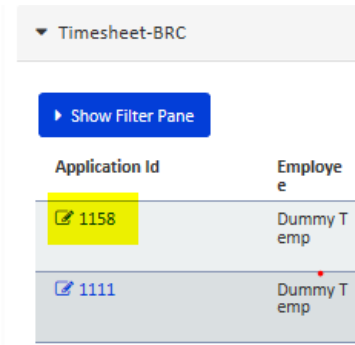 Timesheet-BRC
Show Filter Pane
Application Id Employe
e
1158 Dummy T
emp
1111 Dummy T
emp